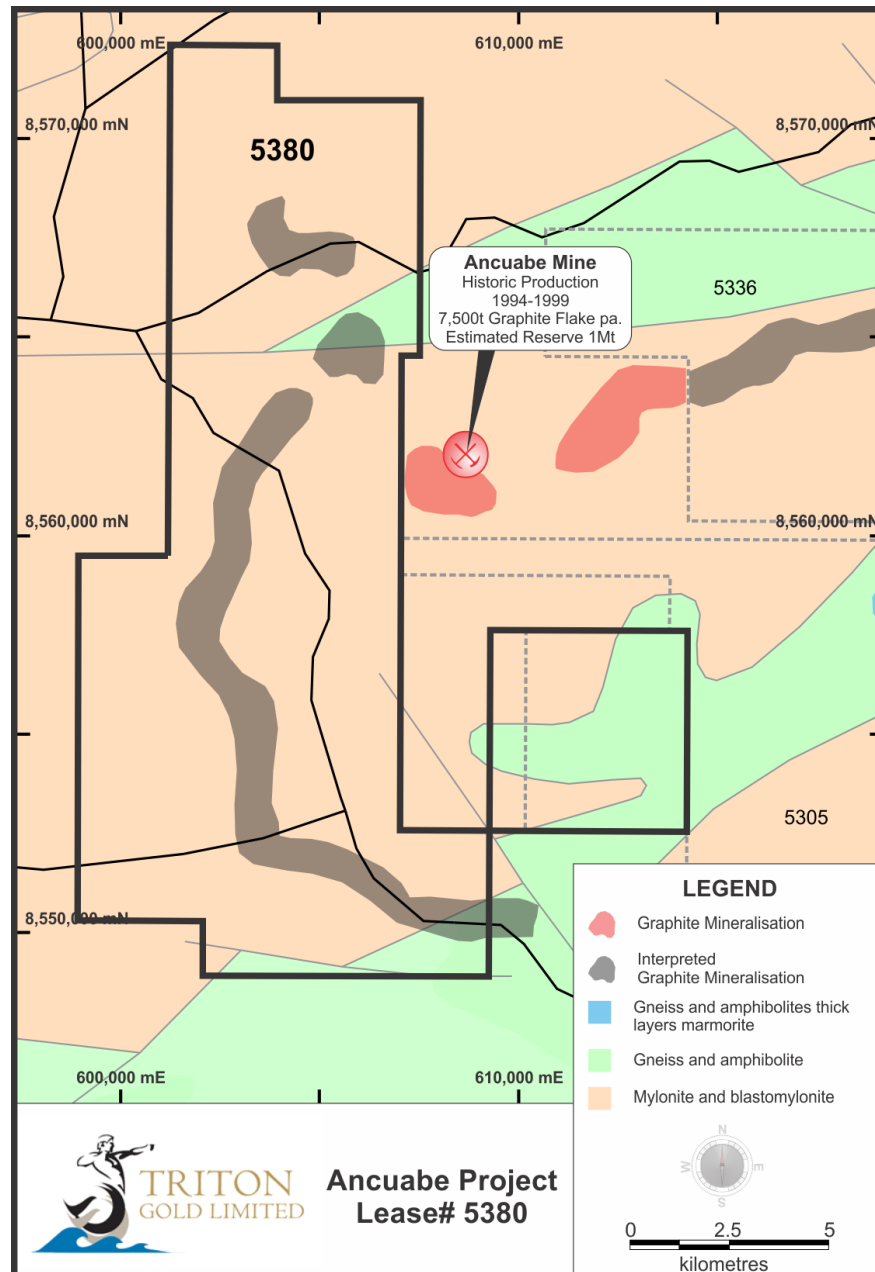 600,000 mE
610,000 mE
8,570,000 mN
8,570,000 mN
5380
Ancuabe Mine
Historic Production
1994-1999
7,500t Graphite Flake pa.
Estimated Reserve 1Mt
5336
8,560,000 mN
8,560,000 mN
5305
8,550,000 mN
LEGEND
Graphite Mineralisation
Interpreted
Graphite Mineralisation
Gneiss and amphibolites thick
layers marmorite
Gneiss and amphibolite
Mylonite and blastomylonite
600,000 mE
610,000 mE
N
W
E
S
TRITON
GOLD LIMITED
Ancuabe Project
Lease# 5380
0
2.5
5
kilometres